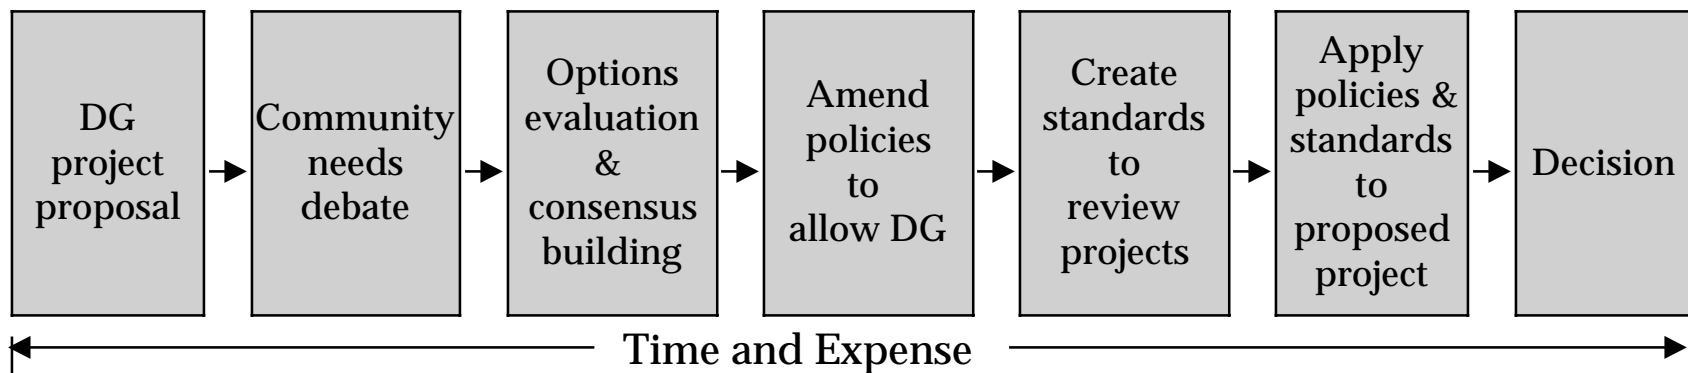 DG
project
proposal
Community
needs
debate
Options
evaluation
&
consensus
building
Amend
policies
to
allow DG
Create
standards
to
review
projects
Apply
policies &
standards
to
proposed
project
Decision
Time and Expense